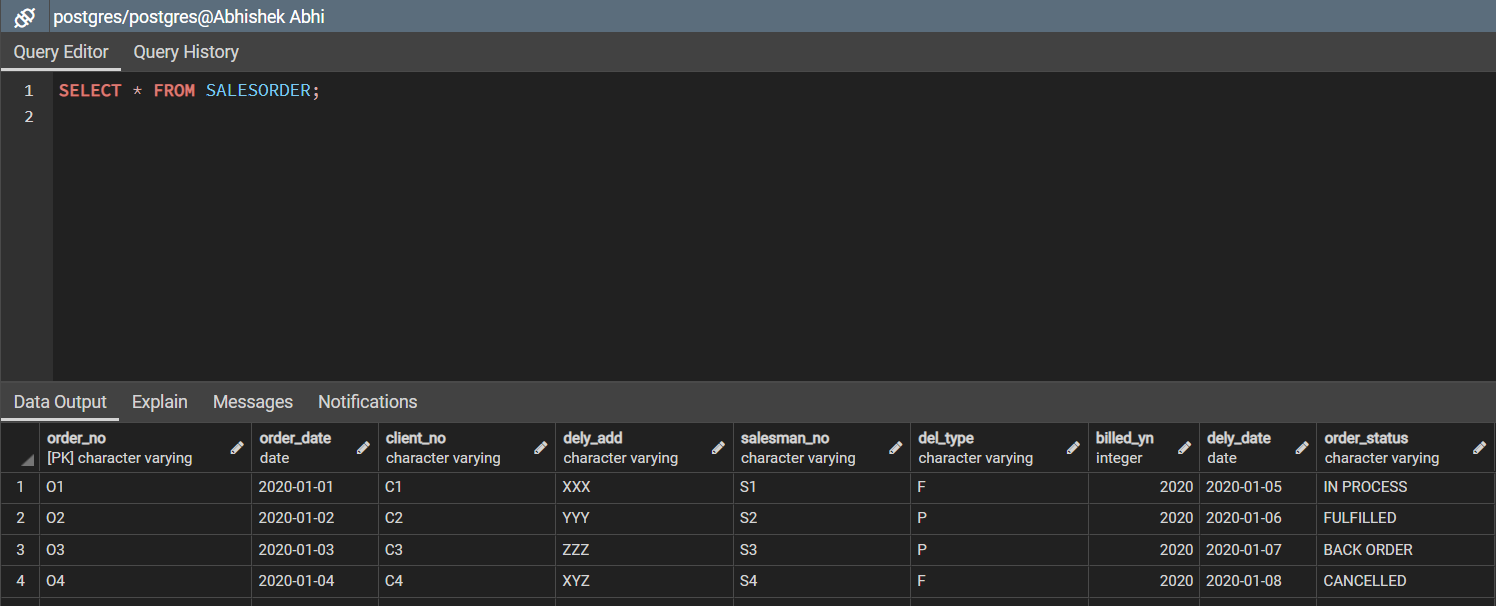 postgres/postgres@Abhishek Abhi
Query Editor Query History
1 SELECT * FROM SALESORDER;
2
Data Output Explain Messages Notifications
order_no order_date client_no dely_add salesman_no del_type billed_yn dely_date order_status
[PK] character varying date character varying character varying character varying character varying integer date character varying
1 O1 2020-01-01 C1 XXX S1 F 2020 2020-01-05 IN PROCESS
2 O2 2020-01-02 C2 YYY S2 P 2020 2020-01-06 FULFILLED
3 O3 2020-01-03 C3 ZZZ S3 P 2020 2020-01-07 BACK ORDER
4 O4 2020-01-04 C4 XYZ S4 F 2020 2020-01-08 CANCELLED